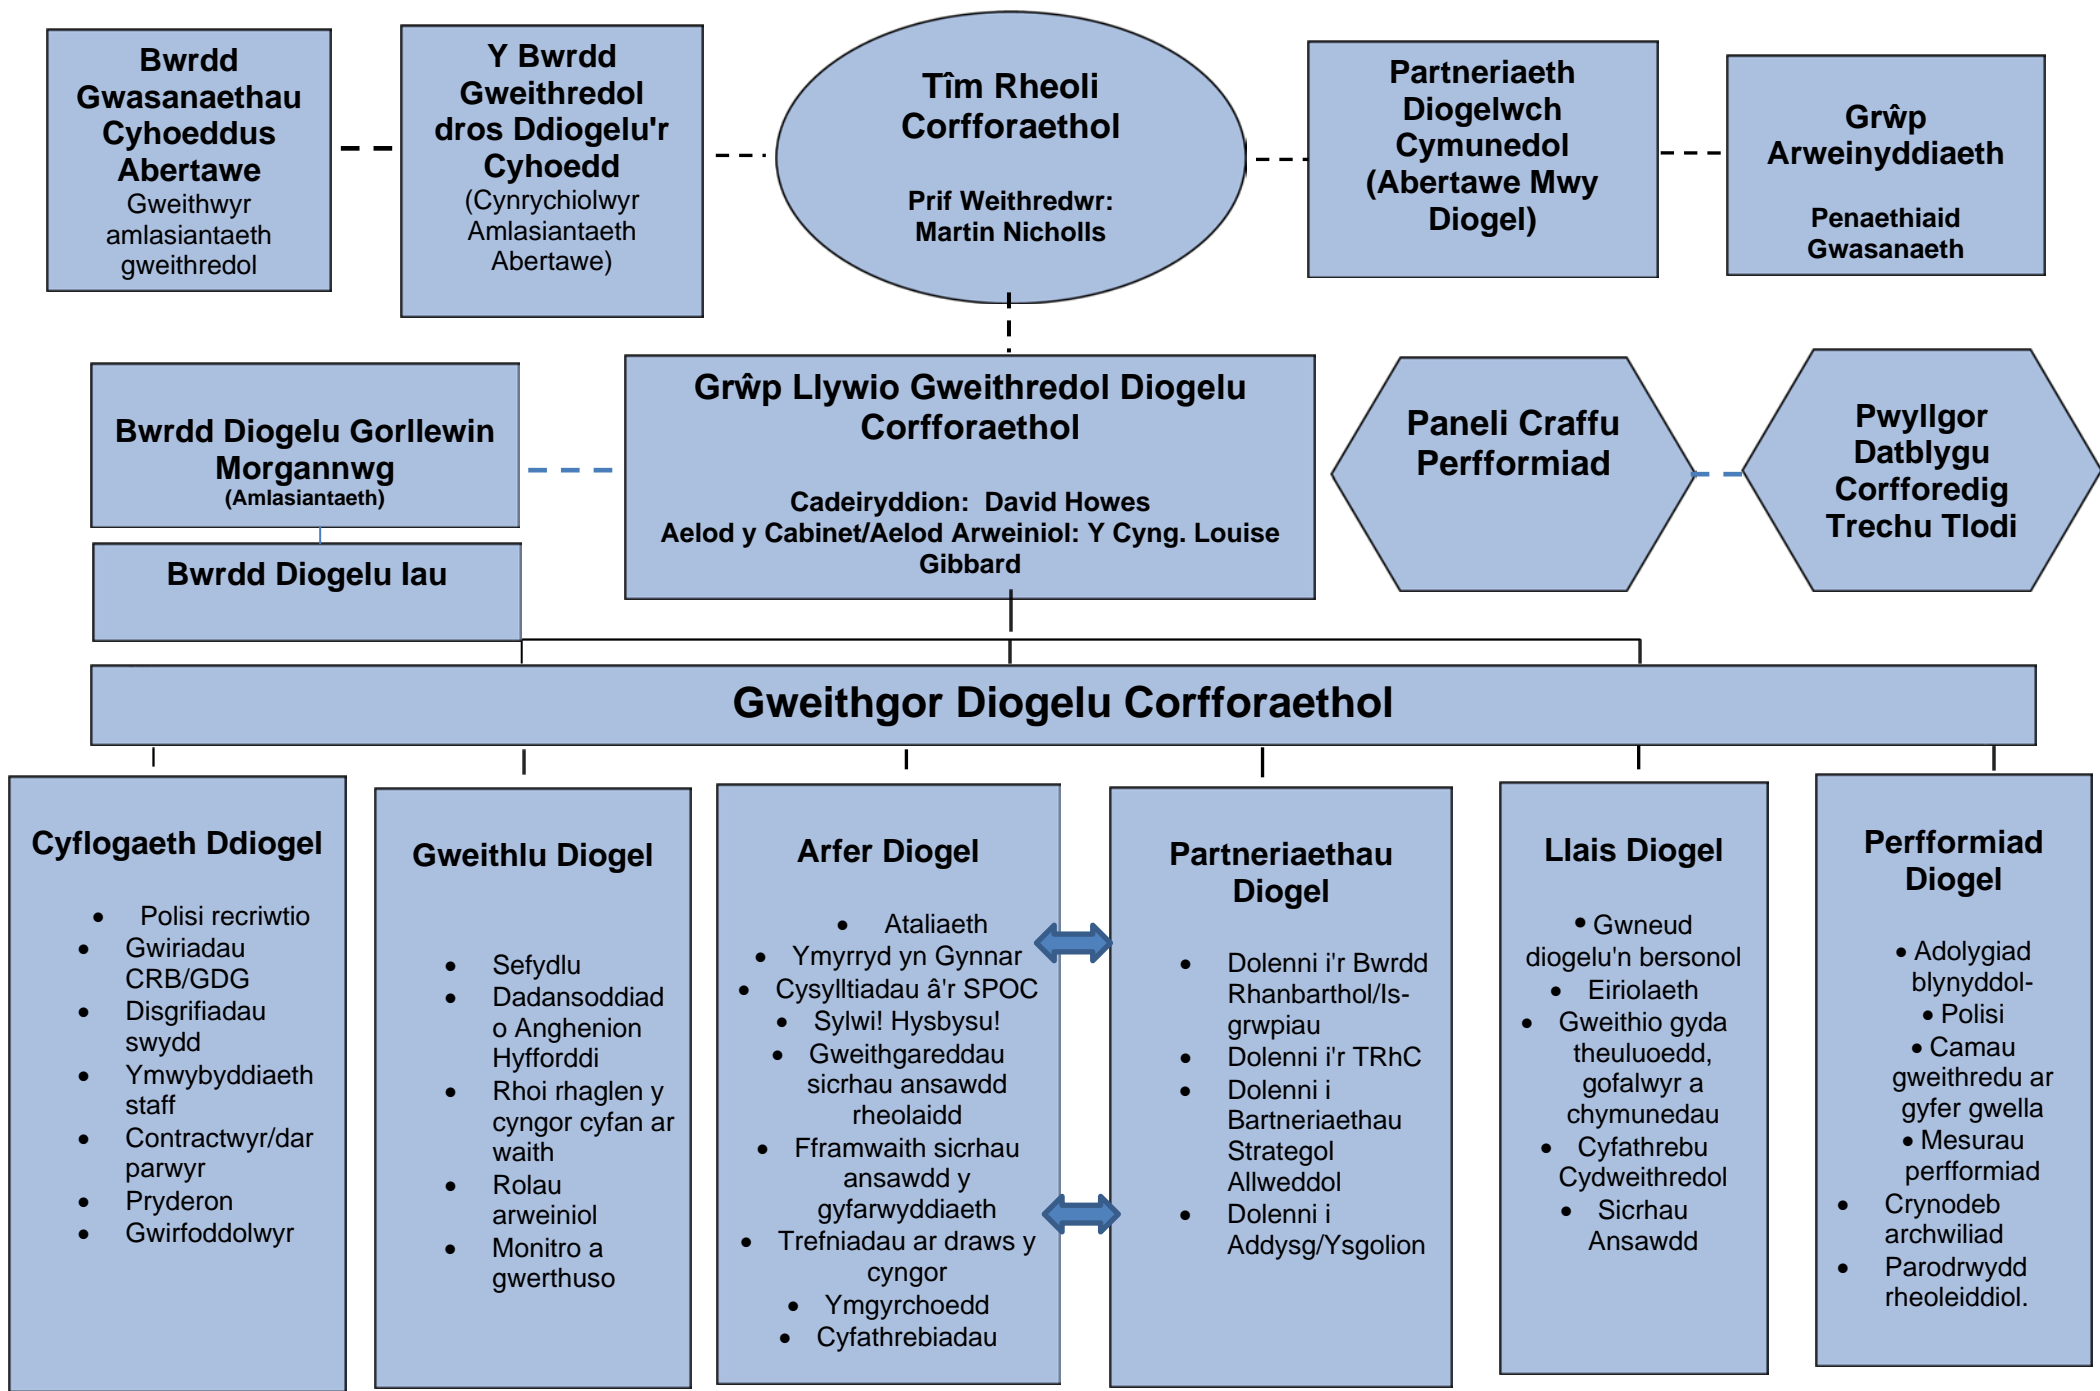 Bwrdd
Gwasanaethau
Cyhoeddus
Abertawe
Gweithwyr
amlasiantaeth
gweithredol
Y Bwrdd
Gweithredol
dros Ddiogelu'r
Cyhoedd
(Cynrychiolwyr
Amlasiantaeth
Abertawe)
Tîm Rheoli
Corfforaethol
Prif Weithredwr:
Martin Nicholls
Partneriaeth
Diogelwch
Cymunedol
(Abertawe Mwy
Diogel)
Grŵp
Arweinyddiaeth
Penaethiaid
Gwasanaeth
Bwrdd Diogelu Gorllewin
Morgannwg
(Amlasiantaeth)
Bwrdd Diogelu Iau
Grŵp Llywio Gweithredol Diogelu
Corfforaethol
Cadeiryddion: David Howes
Aelod y Cabinet/Aelod Arweiniol: Y Cyng. Louise
Gibbard
Paneli Craffu
Perfformiad
Pwyllgor
Datblygu
Corfforedig
Trechu Tlodi
Gweithgor Diogelu Corfforaethol
Cyflogaeth Ddiogel
• Polisi recriwtio
• Gwiriadau
CRB/GDG
• Disgrifiadau
swydd
• Ymwybyddiaeth
staff
• Contractwyr/dar
parwyr
• Pryderon
• Gwirfoddolwyr
Gweithlu Diogel
• Sefydlu
• Dadansoddiad
o Anghenion
Hyfforddi
• Rhoi rhaglen y
cyngor cyfan ar
waith
• Rolau
arweiniol
• Monitro a
gwerthuso
Arfer Diogel
• Ataliaeth
• Ymyrryd yn Gynnar
• Cysylltiadau â'r SPOC
• Sylwi! Hysbysu!
• Gweithgareddau
sicrhau ansawdd
rheolaidd
• Fframwaith sicrhau
ansawdd y
gyfarwyddiaeth
• Trefniadau ar draws y
cyngor
• Ymgyrchoedd
• Cyfathrebiadau
Partneriaethau
Diogel
• Dolenni i'r Bwrdd
Rhanbarthol/Is-
grwpiau
• Dolenni i'r TRhC
• Dolenni i
Bartneriaethau
Strategol
Allweddol
• Dolenni i
Addysg/Ysgolion
Llais Diogel
• Gwneud
diogelu'n bersonol
• Eiriolaeth
• Gweithio gyda
theuluoedd,
gofalwyr a
chymunedau
• Cyfathrebu
Cydweithredol
• Sicrhau
Ansawdd
Perfformiad
Diogel
• Adolygiad
blynyddol-
• Polisi
• Camau
gweithredu ar
gyfer gwella
• Mesurau
perfformiad
• Crynodeb
archwiliad
• Parodrwydd
rheoleiddiol.